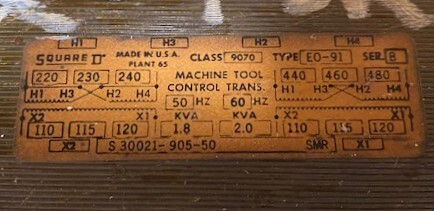 H1 H3 H2 H4
SQUARE D MADE IN U.S.A. CLASS 9070 TYPE EO-91 SER. B
PLANT 65
220 230 240 MACHINE TOOL 440 460 480
H1 H3 H2 H4 CONTROL TRANS. H1 H3 H2 H4
50 HZ 60 HZ
X2 X1 KVA KVA X2 X1
110 115 120 1.8 2.0 110 115 120
X2 S 30021-905-50 SMR X1